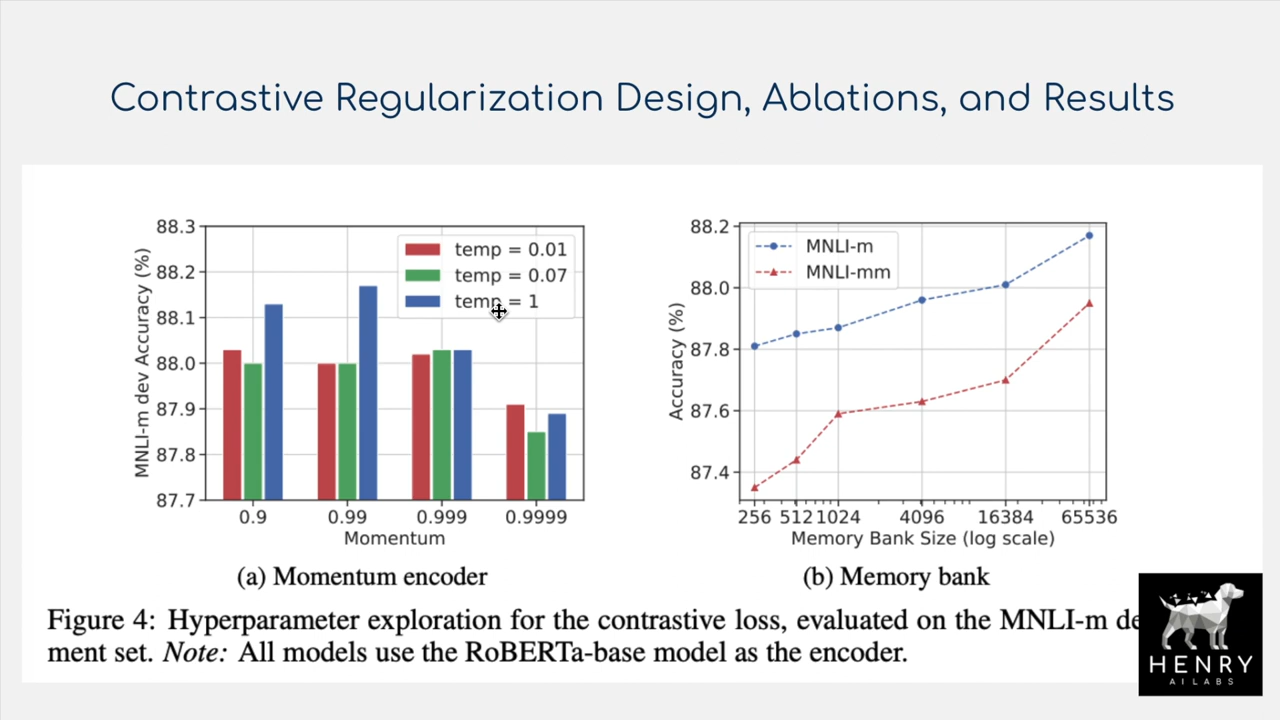 Contrastive Regularization Design, Ablations, and Results
88.3
88.2
88.1
88.0
87.9
87.8
87.7
MNLI-m dev Accuracy (%)
temp = 0.01
temp = 0.07
temp = 1
0.9 0.99 0.999 0.9999
Momentum
(a) Momentum encoder
88.2
88.0
87.8
87.6
87.4
Accuracy (%)
MNLI-m
MNLI-mm
256 512 1024 4096 16384 65536
Memory Bank Size (log scale)
(b) Memory bank
Figure 4: Hyperparameter exploration for the contrastive loss, evaluated on the MNLI-m de
ment set. Note: All models use the RoBERTa-base model as the encoder.
HENRY
AI LABS